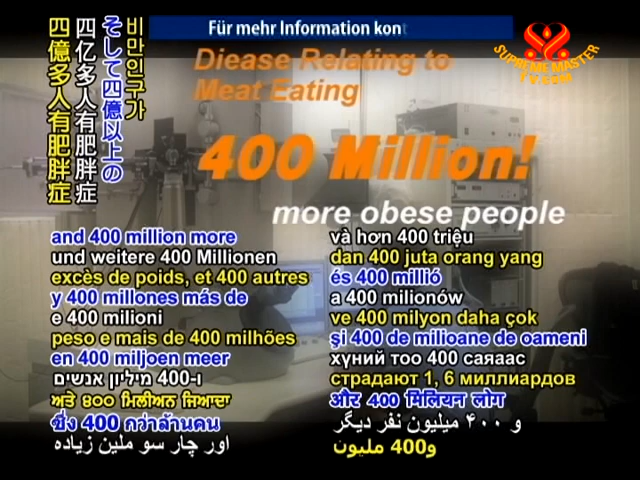 Für mehr Information kon
SUPREME MASTER
TV.COM
비만인구가
そして四億以上の
四亿多人有肥胖症
四億多人有肥胖症
Diease Relating to
Meat Eating
400 Million!
more obese people
and 400 million more
und weitere 400 Millionen
excès de poids, et 400 autres
y 400 millones más de
e 400 milioni
peso e mais de 400 milhões
en 400 miljoen meer
ו-400 מיליון אנשים
ਅਤੇ ੪੦੦ ਮਿਲੀਅਨ ਜਿਆਦਾ
ซึ่ง 400 กว่าล้านคน
اور چار سو ملین زیادہ
và hơn 400 triệu
dan 400 juta orang yang
és 400 millió
a 400 milionów
ve 400 milyon daha çok
şi 400 de milioane de oameni
хүний тоо 400 саяаас
страдают 1, 6 миллиардов
और 400 मिलियन लोग
و ۴۰۰ میلیون نفر دیگر
و400 مليون